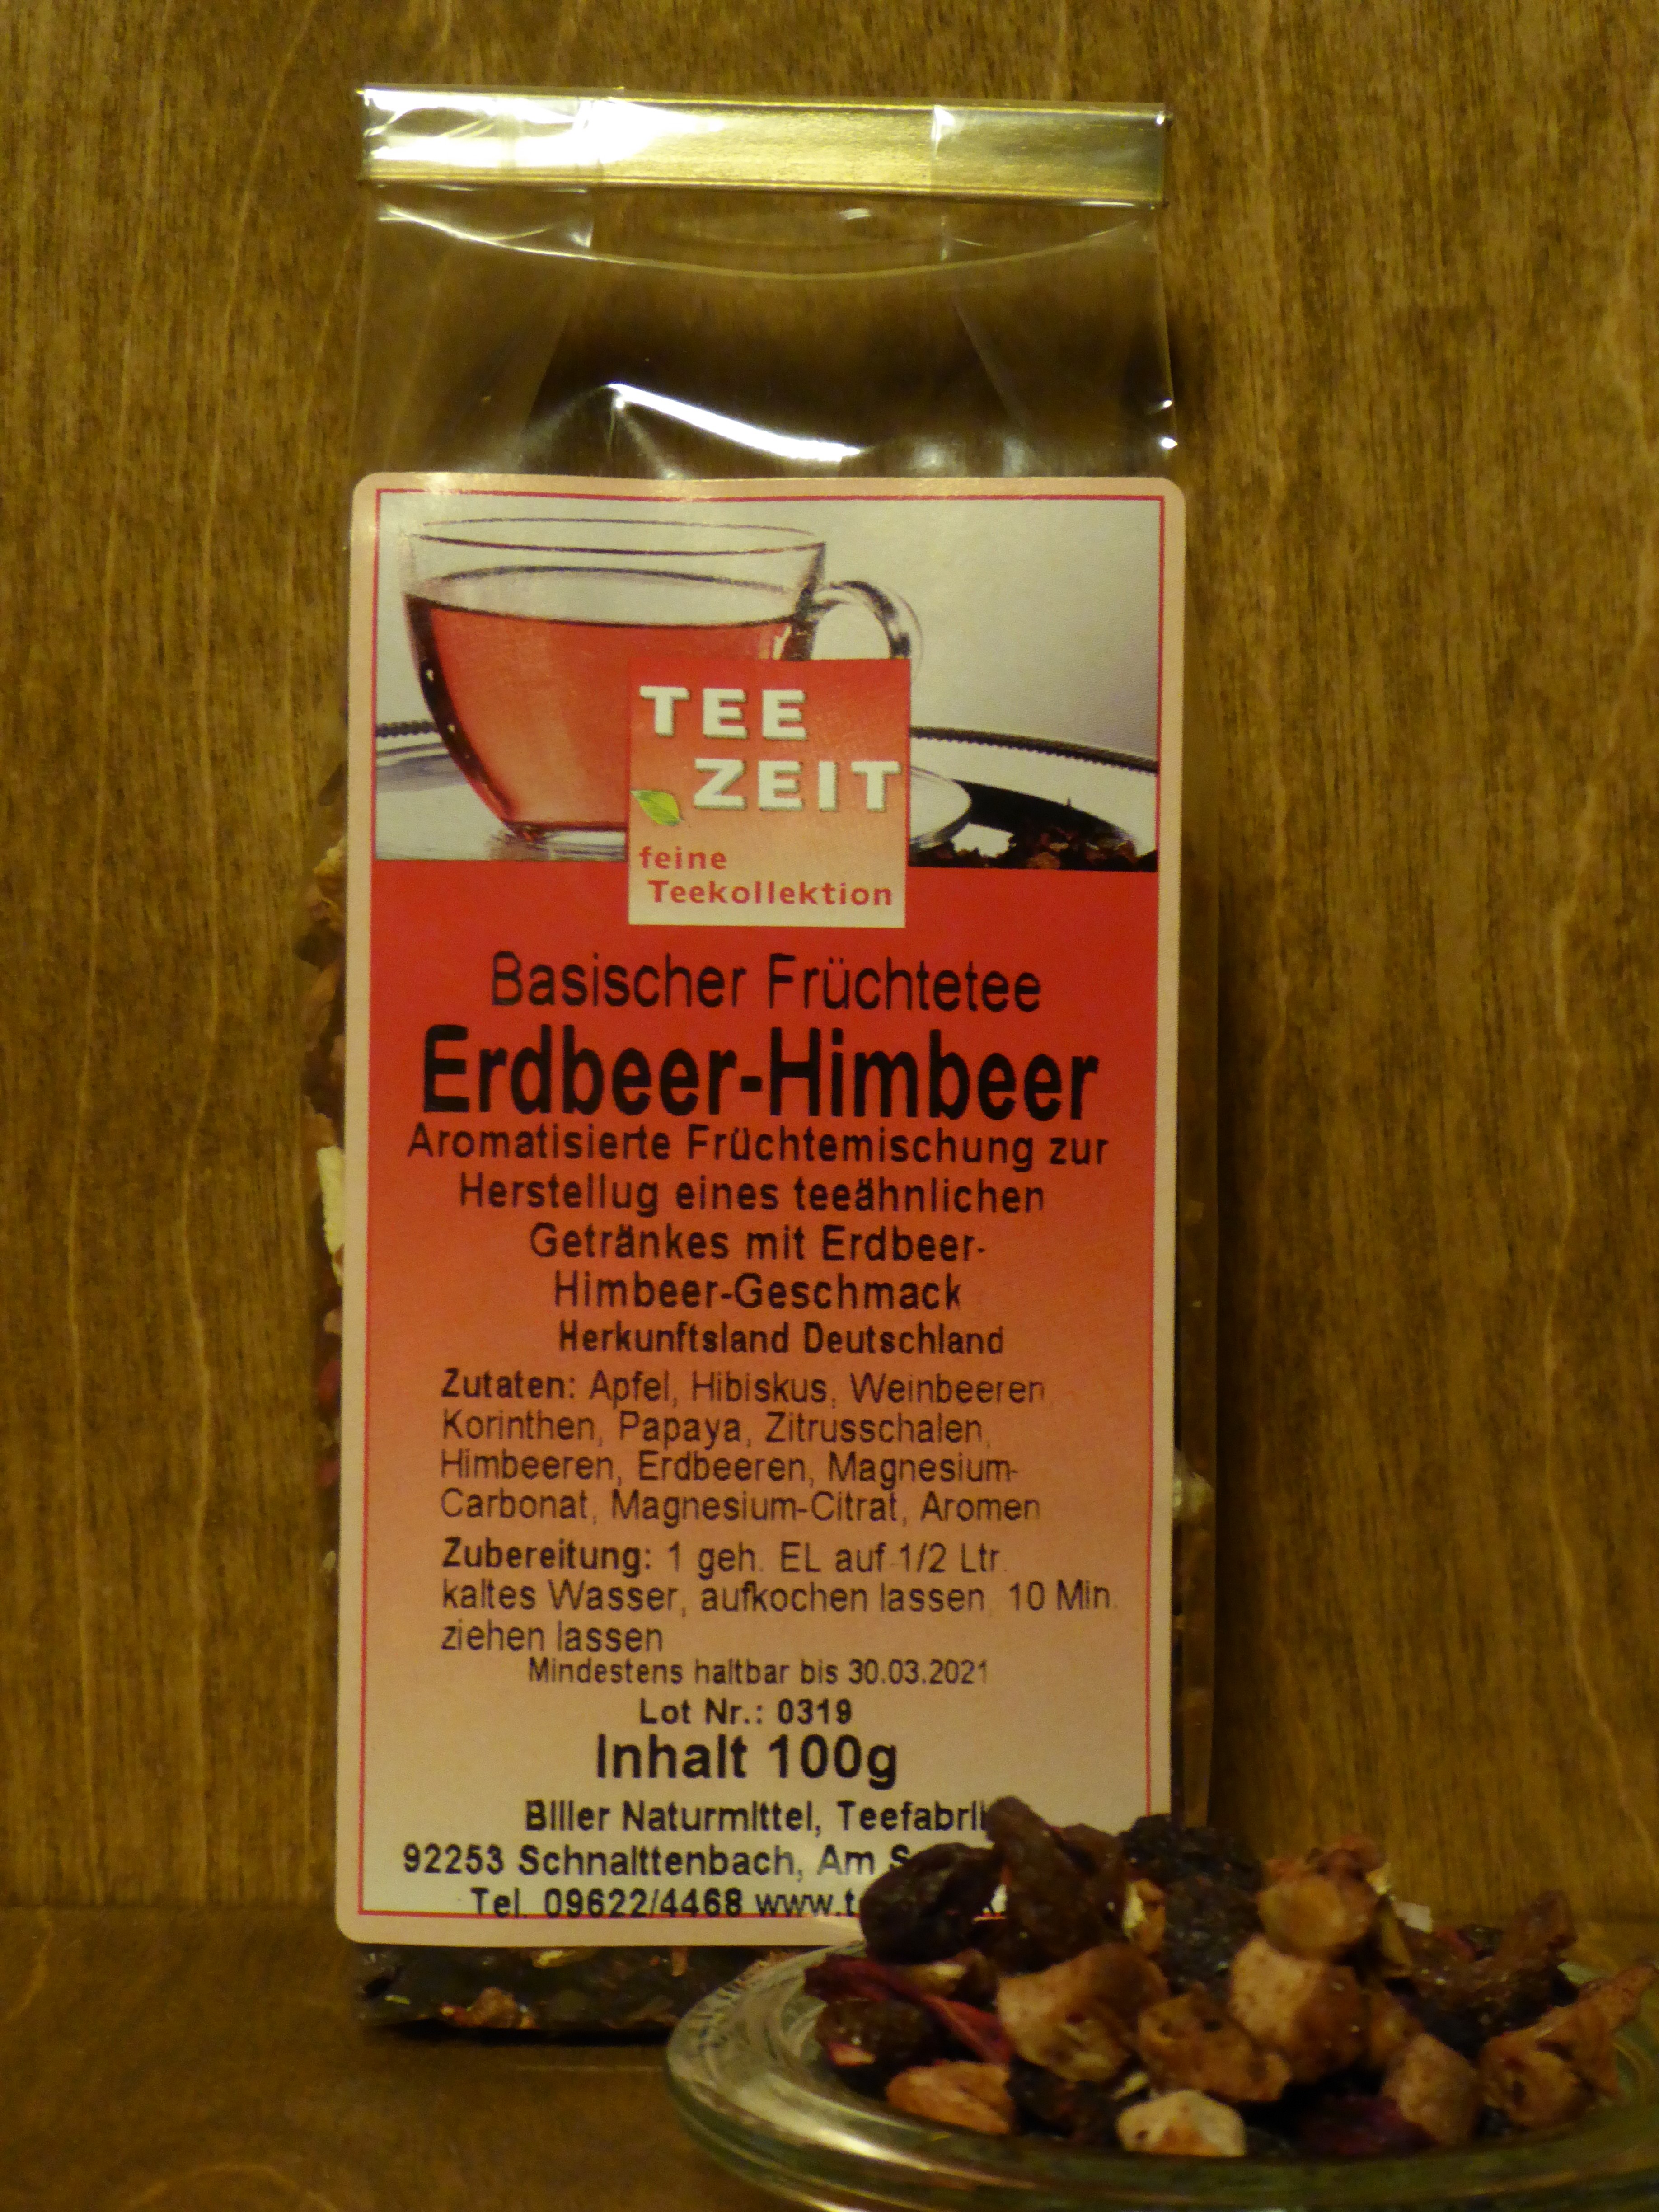 TEE
ZEIT
feine
Teekollektion
Basischer Früchtetee
Erdbeer-Himbeer
Aromatisierte Früchtemischung zur
Herstellug eines teeähnlichen
Getränkes mit Erdbeer-
Himbeer-Geschmack
Herkunftsland Deutschland
Zutaten: Apfel, Hibiskus, Weinbeeren,
Korinthen, Papaya, Zitrusschalen,
Himbeeren, Erdbeeren, Magnesium-
Carbonat, Magnesium-Citrat, Aromen
Zubereitung: 1 geh. EL auf 1/2 Ltr.
kaltes Wasser, aufkochen lassen, 10 Min.
ziehen lassen
Mindestens haltbar bis 30.03.2021
Lot Nr.: 0319
Inhalt 100g
Biller Naturmittel,
92253 Schnaittenbach, Am
Tel. 09622/4468